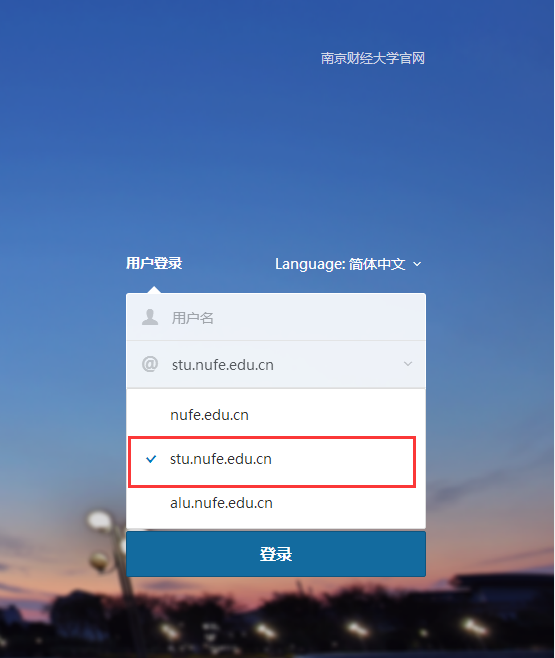 南京财经大学官网
用户登录 Language: 简体中文
用户名
@ stu.nufe.edu.cn
nufe.edu.cn
stu.nufe.edu.cn
alu.nufe.edu.cn
登录